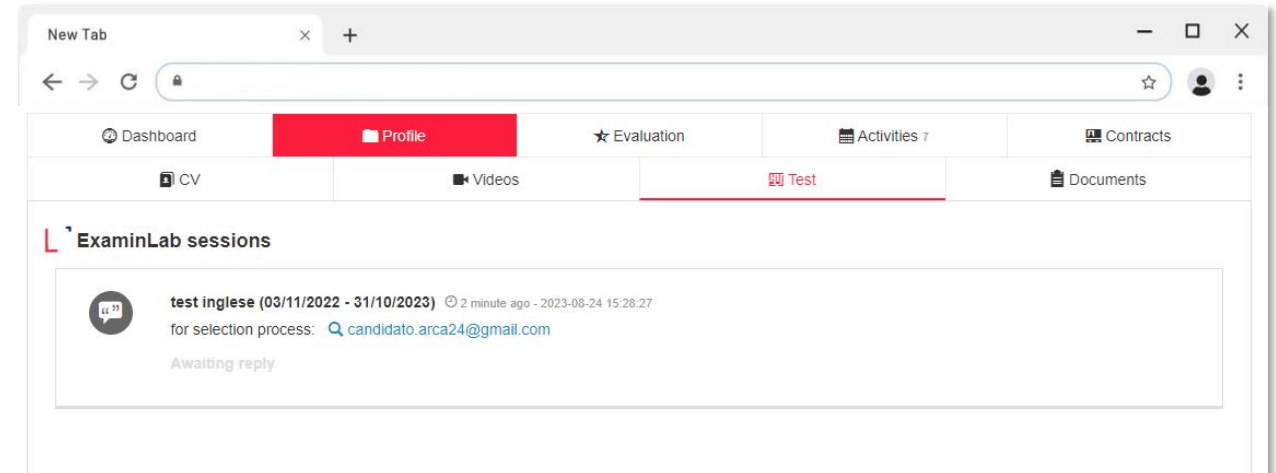 New Tab
Dashboard Profile Evaluation Activities 7 Contracts
CV Videos Test Documents
ExaminLab sessions
test inglese (03/11/2022 - 31/10/2023) 2 minute ago - 2023-08-24 15:28:27
for selection process: candidato.arca24@gmail.com
Awaiting reply